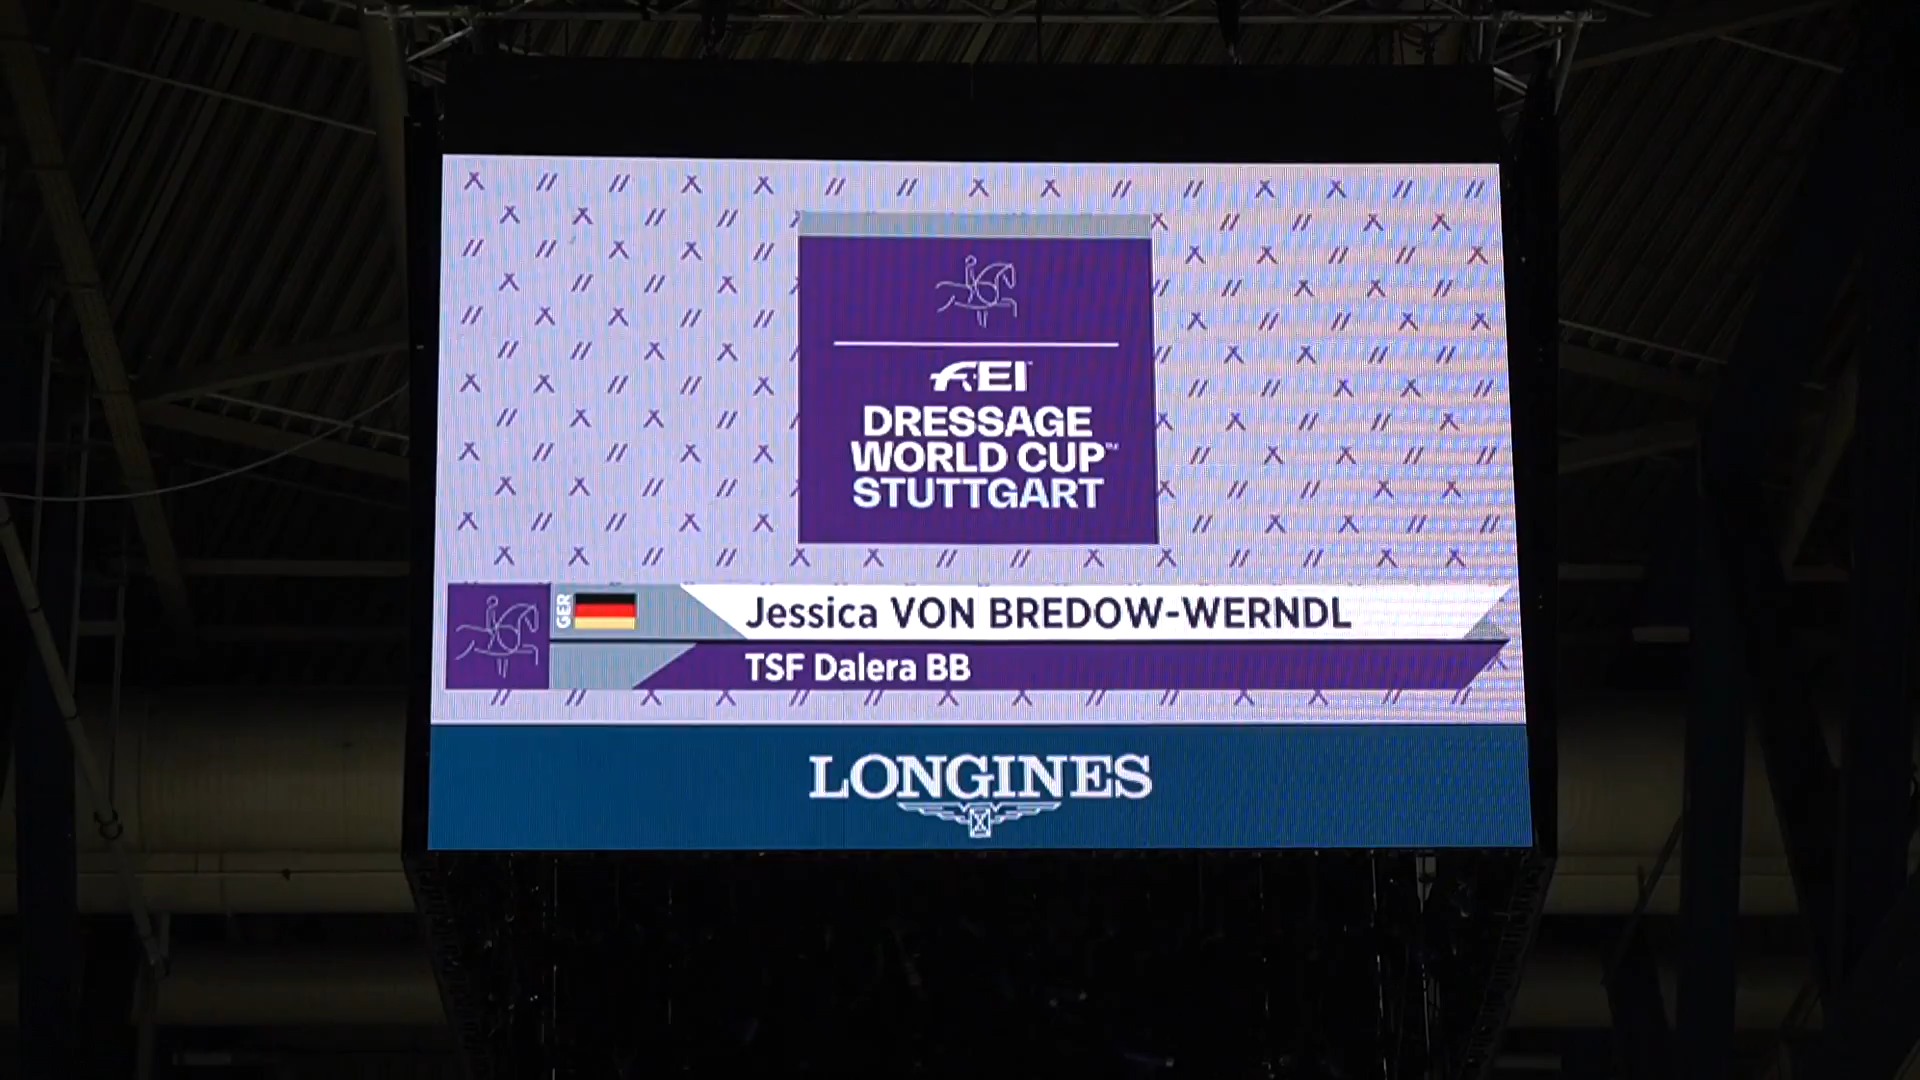 FEI
DRESSAGE
WORLD CUP™
STUTTGART
GER
Jessica VON BREDOW-WERNDL
TSF Dalera BB
LONGINES